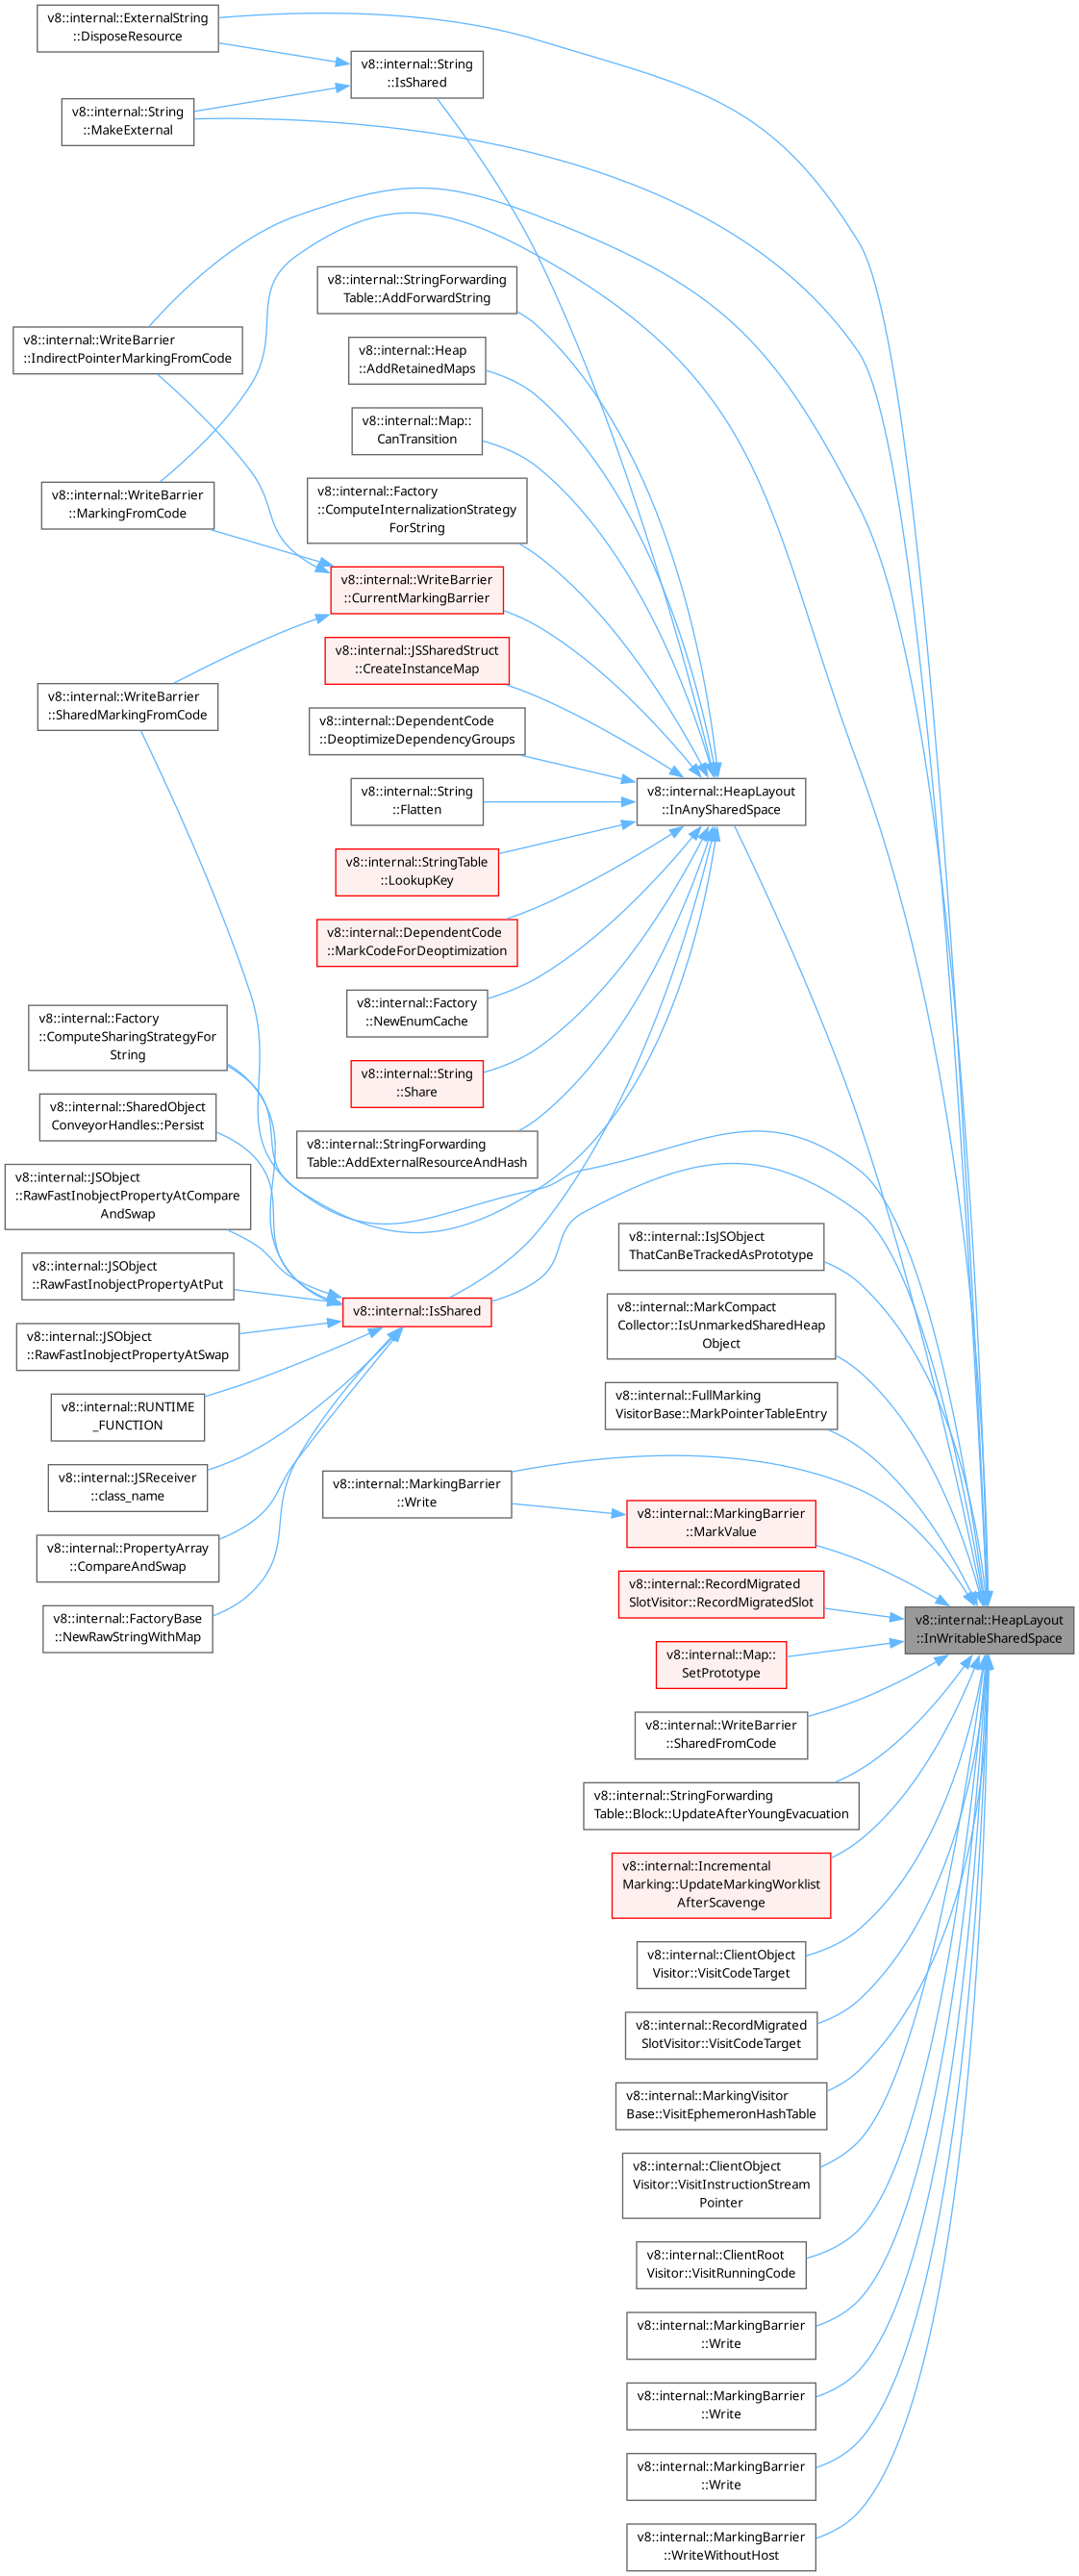 v8::internal::ExternalString
::DisposeResource
v8::internal::String
::IsShared
v8::internal::String
::MakeExternal
v8::internal::StringForwarding
Table::AddForwardString
v8::internal::WriteBarrier
::IndirectPointerMarkingFromCode
v8::internal::Heap
::AddRetainedMaps
v8::internal::Map::
CanTransition
v8::internal::WriteBarrier
::MarkingFromCode
v8::internal::Factory
::ComputeInternalizationStrategy
ForString
v8::internal::WriteBarrier
::CurrentMarkingBarrier
v8::internal::JSSharedStruct
::CreateInstanceMap
v8::internal::WriteBarrier
::SharedMarkingFromCode
v8::internal::DependentCode
::DeoptimizeDependencyGroups
v8::internal::String
::Flatten
v8::internal::HeapLayout
::InAnySharedSpace
v8::internal::StringTable
::LookupKey
v8::internal::DependentCode
::MarkCodeForDeoptimization
v8::internal::Factory
::NewEnumCache
v8::internal::Factory
::ComputeSharingStrategyFor
String
v8::internal::String
::Share
v8::internal::SharedObject
ConveyorHandles::Persist
v8::internal::StringForwarding
Table::AddExternalResourceAndHash
v8::internal::JSObject
::RawFastInobjectPropertyAtCompare
AndSwap
v8::internal::IsJSObject
ThatCanBeTrackedAsPrototype
v8::internal::JSObject
::RawFastInobjectPropertyAtPut
v8::internal::IsShared
v8::internal::MarkCompact
Collector::IsUnmarkedSharedHeap
Object
v8::internal::JSObject
::RawFastInobjectPropertyAtSwap
v8::internal::RUNTIME
_FUNCTION
v8::internal::FullMarking
VisitorBase::MarkPointerTableEntry
v8::internal::JSReceiver
::class_name
v8::internal::MarkingBarrier
::Write
v8::internal::MarkingBarrier
::MarkValue
v8::internal::PropertyArray
::CompareAndSwap
v8::internal::RecordMigrated
SlotVisitor::RecordMigratedSlot
v8::internal::FactoryBase
::NewRawStringWithMap
v8::internal::HeapLayout
::InWritableSharedSpace
v8::internal::Map::
SetPrototype
v8::internal::WriteBarrier
::SharedFromCode
v8::internal::StringForwarding
Table::Block::UpdateAfterYoungEvacuation
v8::internal::Incremental
Marking::UpdateMarkingWorklist
AfterScavenge
v8::internal::ClientObject
Visitor::VisitCodeTarget
v8::internal::RecordMigrated
SlotVisitor::VisitCodeTarget
v8::internal::MarkingVisitor
Base::VisitEphemeronHashTable
v8::internal::ClientObject
Visitor::VisitInstructionStream
Pointer
v8::internal::ClientRoot
Visitor::VisitRunningCode
v8::internal::MarkingBarrier
::Write
v8::internal::MarkingBarrier
::Write
v8::internal::MarkingBarrier
::Write
v8::internal::MarkingBarrier
::WriteWithoutHost